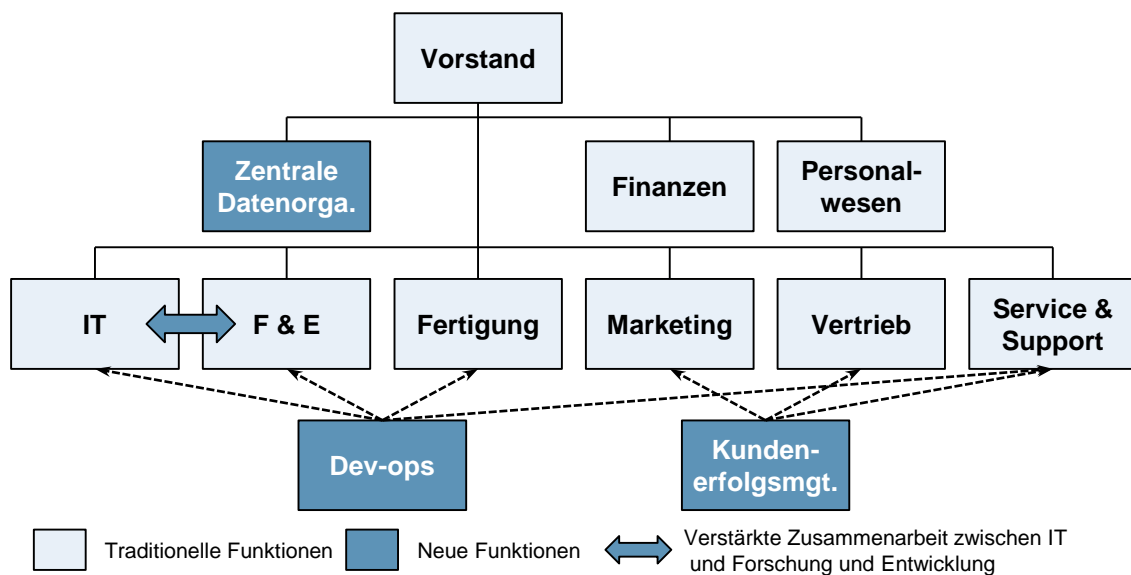 Vorstand
Zentrale
Datenorga.
Finanzen
Personal-
wesen
IT
F & E
Fertigung
Marketing
Vertrieb
Service &
Support
Dev-ops
Kunden-
erfolgsmgt.
Traditionelle Funktionen
Neue Funktionen
Verstärkte Zusammenarbeit zwischen IT
und Forschung und Entwicklung